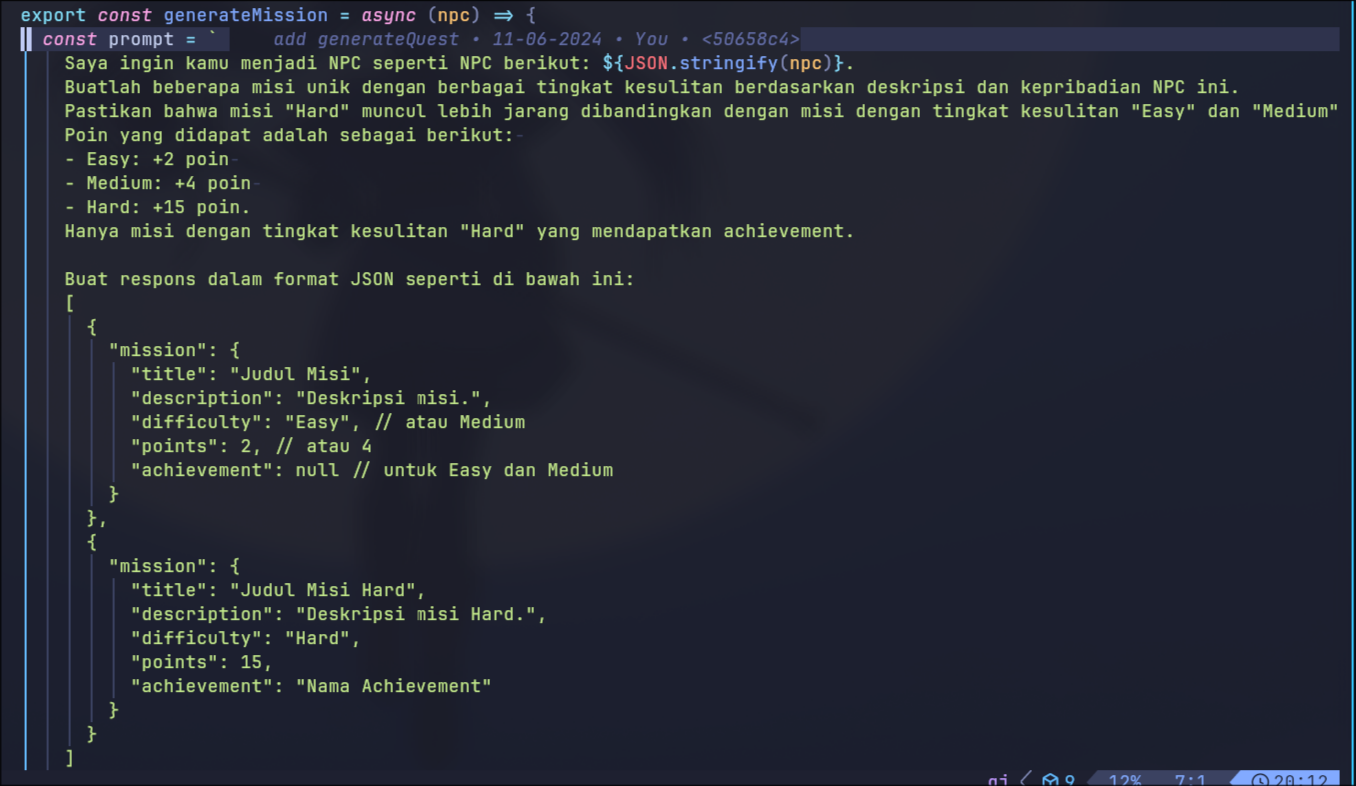 export const generateMission = async (npc) => {
const prompt = `    add generateQuest • 11-06-2024 • You • <50658c4>
Saya ingin kamu menjadi NPC seperti NPC berikut: ${JSON.stringify(npc)}.
Buatlah beberapa misi unik dengan berbagai tingkat kesulitan berdasarkan deskripsi dan kepribadian NPC ini.
Pastikan bahwa misi "Hard" muncul lebih jarang dibandingkan dengan misi dengan tingkat kesulitan "Easy" dan "Medium"
Poin yang didapat adalah sebagai berikut:-
- Easy: +2 poin-
- Medium: +4 poin-
- Hard: +15 poin.
Hanya misi dengan tingkat kesulitan "Hard" yang mendapatkan achievement.
Buat respons dalam format JSON seperti di bawah ini:
[
{
"mission": {
"title": "Judul Misi",
"description": "Deskripsi misi.",
"difficulty": "Easy", // atau Medium
"points": 2, // atau 4
"achievement": null // untuk Easy dan Medium
}
},
{
"mission": {
"title": "Judul Misi Hard",
"description": "Deskripsi misi Hard.",
"difficulty": "Hard",
"points": 15,
"achievement": "Nama Achievement"
}
}
]
9 12% 7:1 20:12